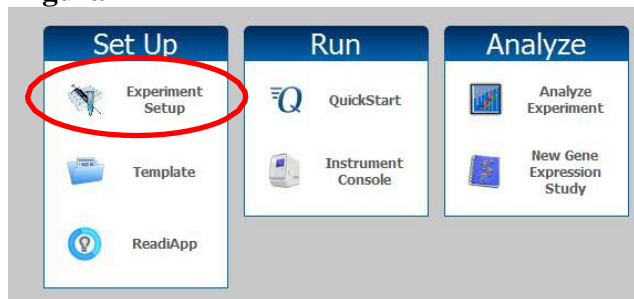 Set Up
Experiment
Setup
Template
ReadiApp
Run
QuickStart
Instrument
Console
Analyze
Analyze
Experiment
New Gene
Expression
Study